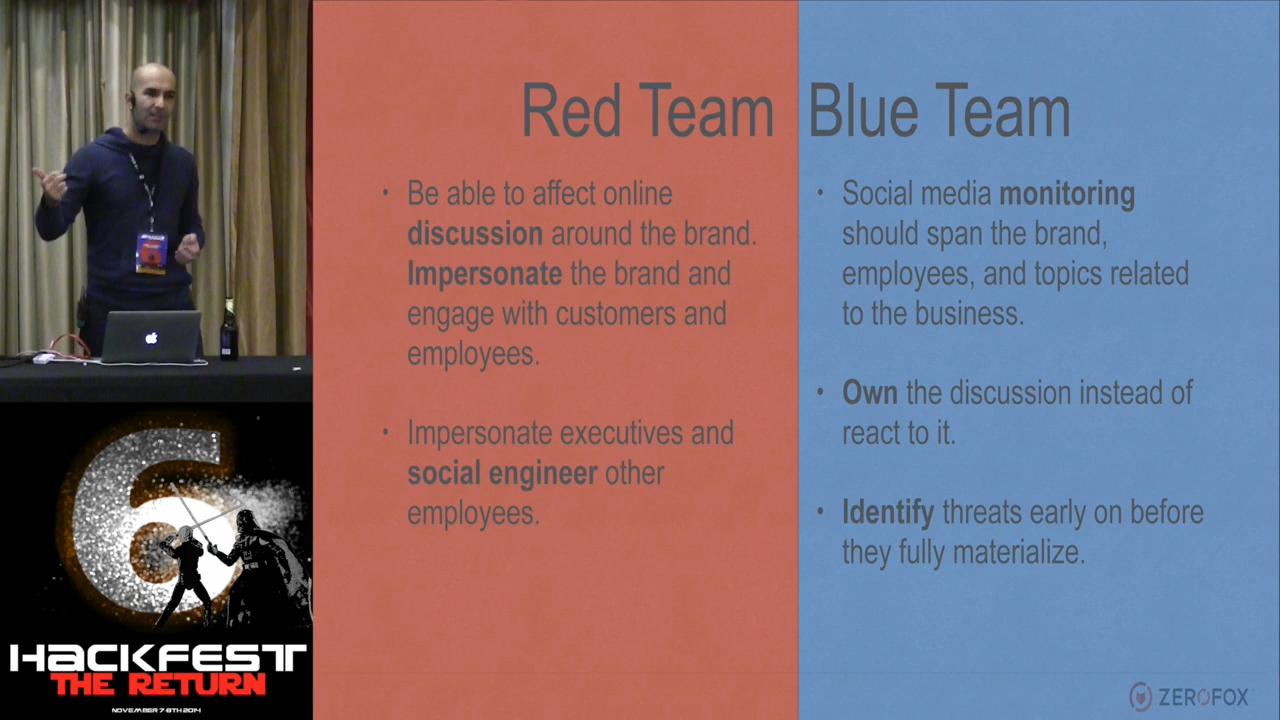 Red Team
Blue Team
• Be able to affect online
discussion around the brand.
Impersonate the brand and
engage with customers and
employees.
• Impersonate executives and
social engineer other
employees.
• Social media monitoring
should span the brand,
employees, and topics related
to the business.
• Own the discussion instead of
react to it.
• Identify threats early on before
they fully materialize.
ZEROFOX
6
HACKFEST
THE RETURN
NOVEMBER 7-8TH 2014